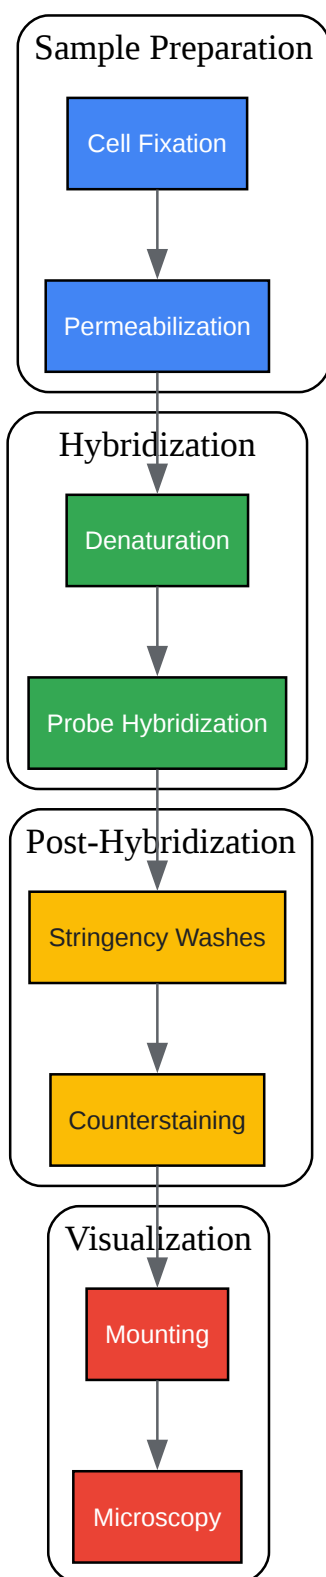 Sample Preparation
Cell Fixation
Permeabilization
Hybridization
Denaturation
Probe Hybridization
Post-Hybridization
Stringency Washes
Counterstaining
Visualization
Mounting
Microscopy